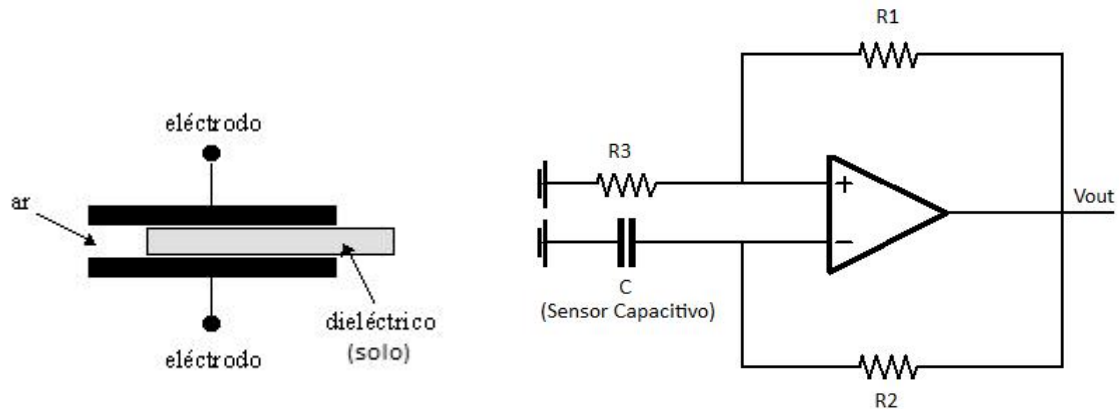 eléctrodo
ar
dieléctrico
(solo)
eléctrodo
R1
R3
+
−
Vout
C
(Sensor Capacitivo)
R2